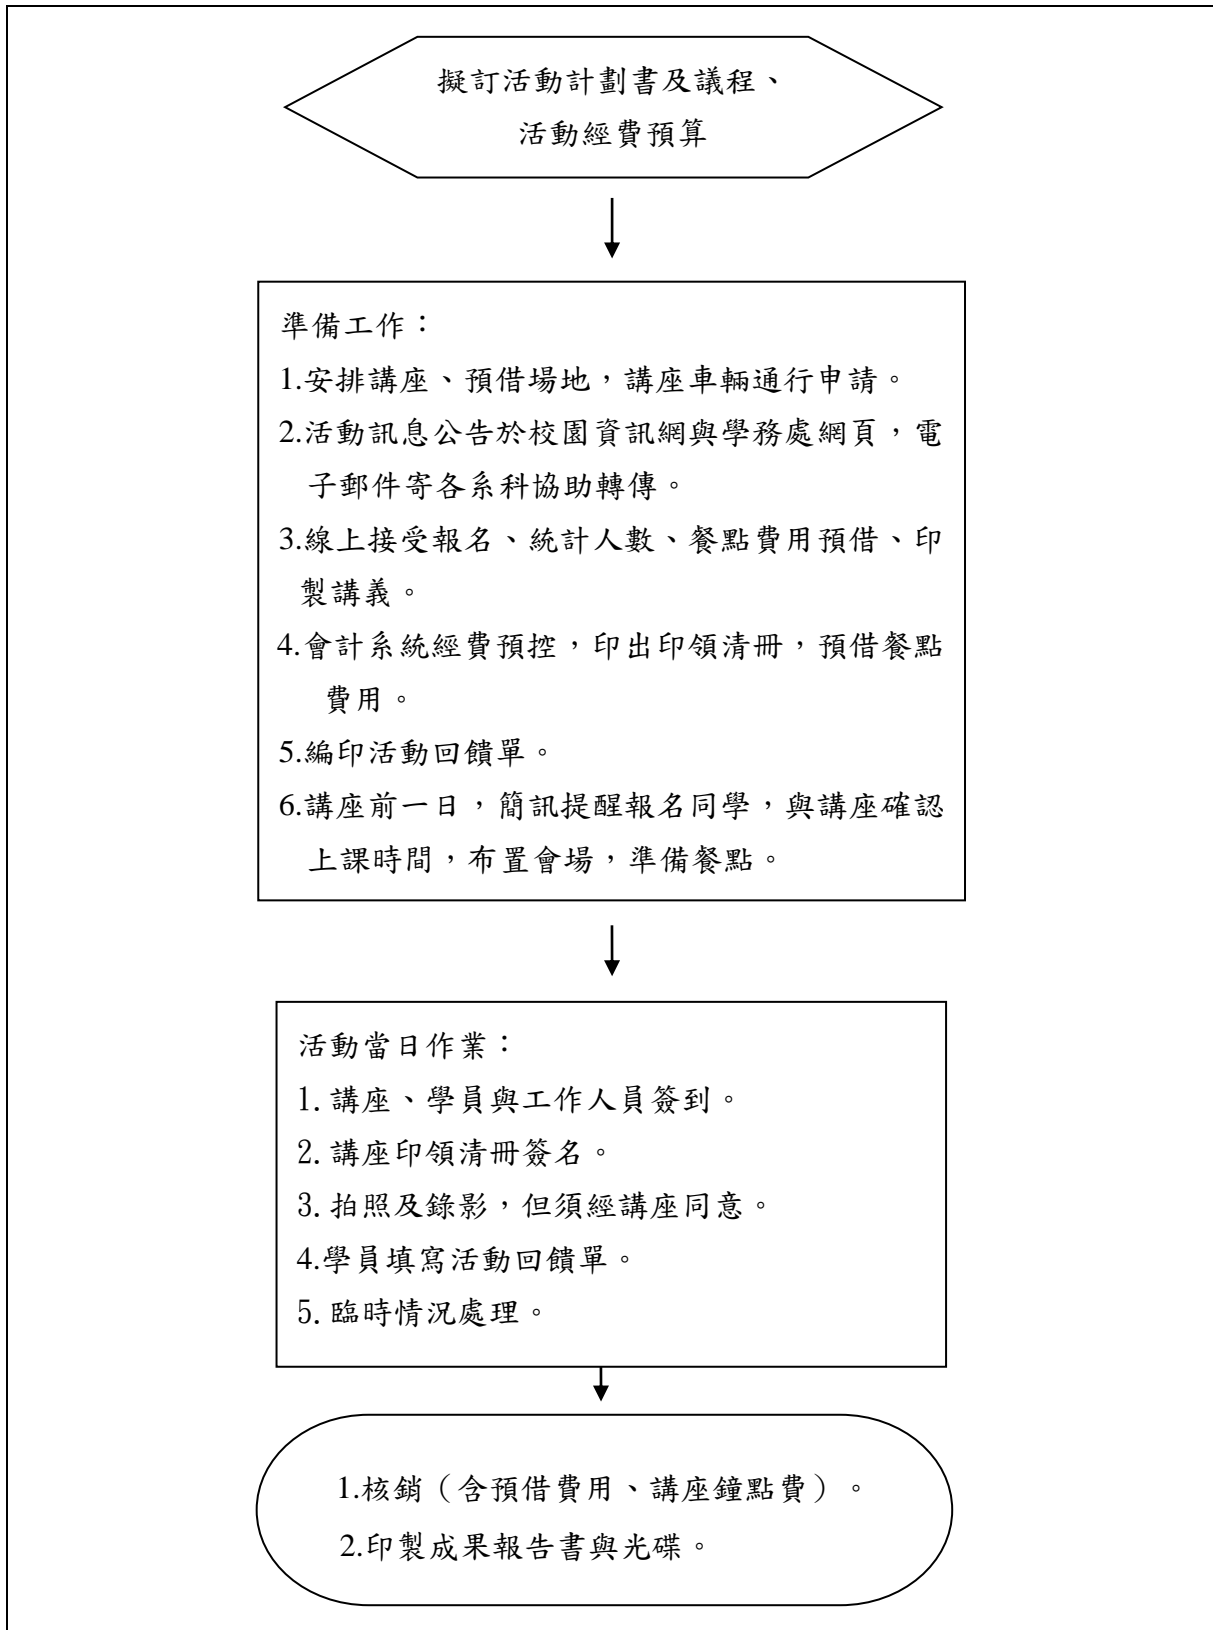 擬訂活動計劃書及議程、
活動經費預算
準備工作：
1.安排講座、預借場地，講座車輛通行申請。
2.活動訊息公告於校園資訊網與學務處網頁，電
子郵件寄各系科協助轉傳。
3.線上接受報名、統計人數、餐點費用預借、印
製講義。
4.會計系統經費預控，印出印領清冊，預借餐點
費用。
5.編印活動回饋單。
6.講座前一日，簡訊提醒報名同學，與講座確認
上課時間，布置會場，準備餐點。
活動當日作業：
1.講座、學員與工作人員簽到。
2.講座印領清冊簽名。
3.拍照及錄影，但須經講座同意。
4.學員填寫活動回饋單。
5.臨時情況處理。
1.核銷（含預借費用、講座鐘點費）。
2.印製成果報告書與光碟。